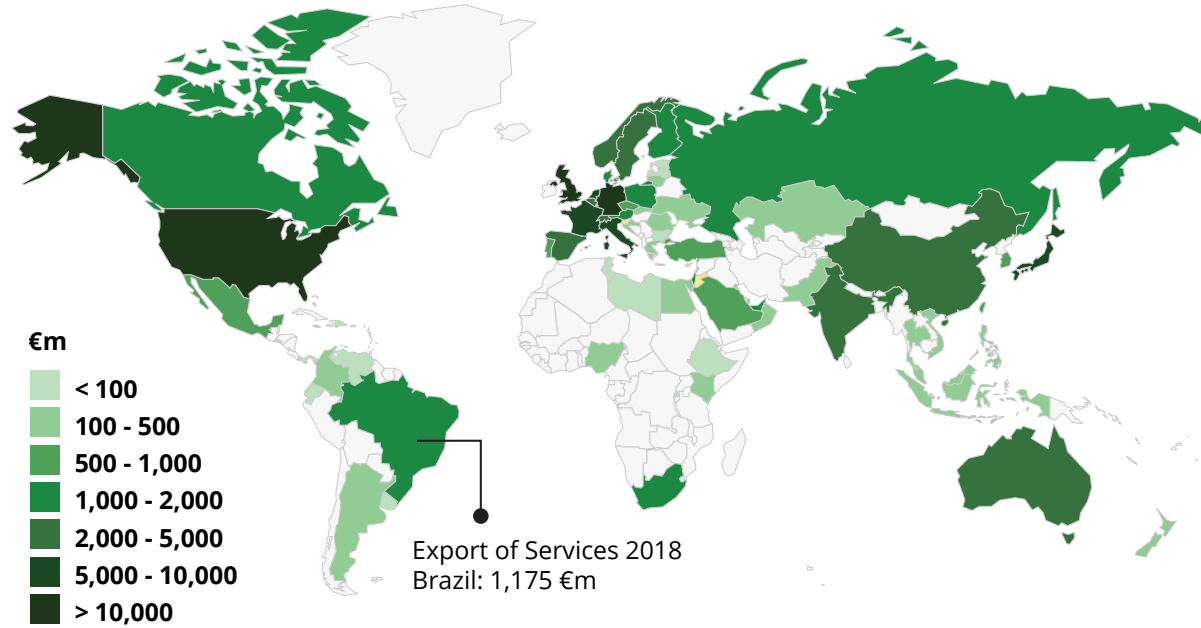 €m
< 100
100 - 500
500 - 1,000
1,000 - 2,000
2,000 - 5,000
5,000 - 10,000
> 10,000
Export of Services 2018
Brazil: 1,175 €m